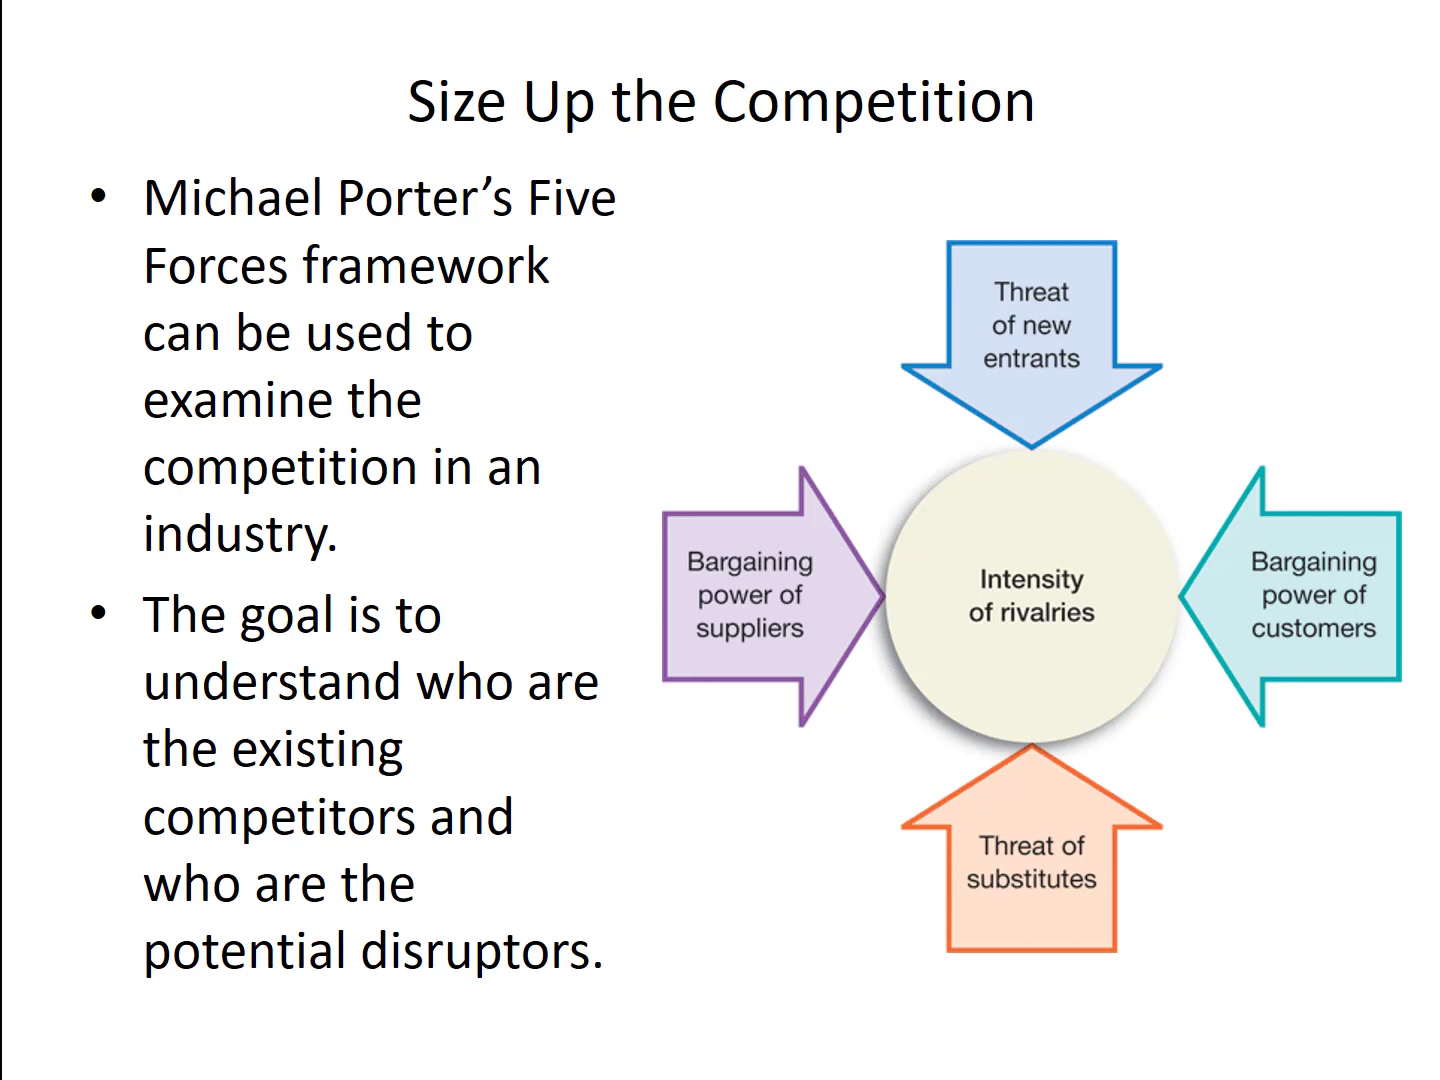 Size Up the Competition
• Michael Porter’s Five
Forces framework
can be used to
examine the
competition in an
industry.
• The goal is to
understand who are
the existing
competitors and
who are the
potential disruptors.
Threat
of new
entrants
Bargaining
power of
suppliers
Intensity
of rivalries
Bargaining
power of
customers
Threat of
substitutes